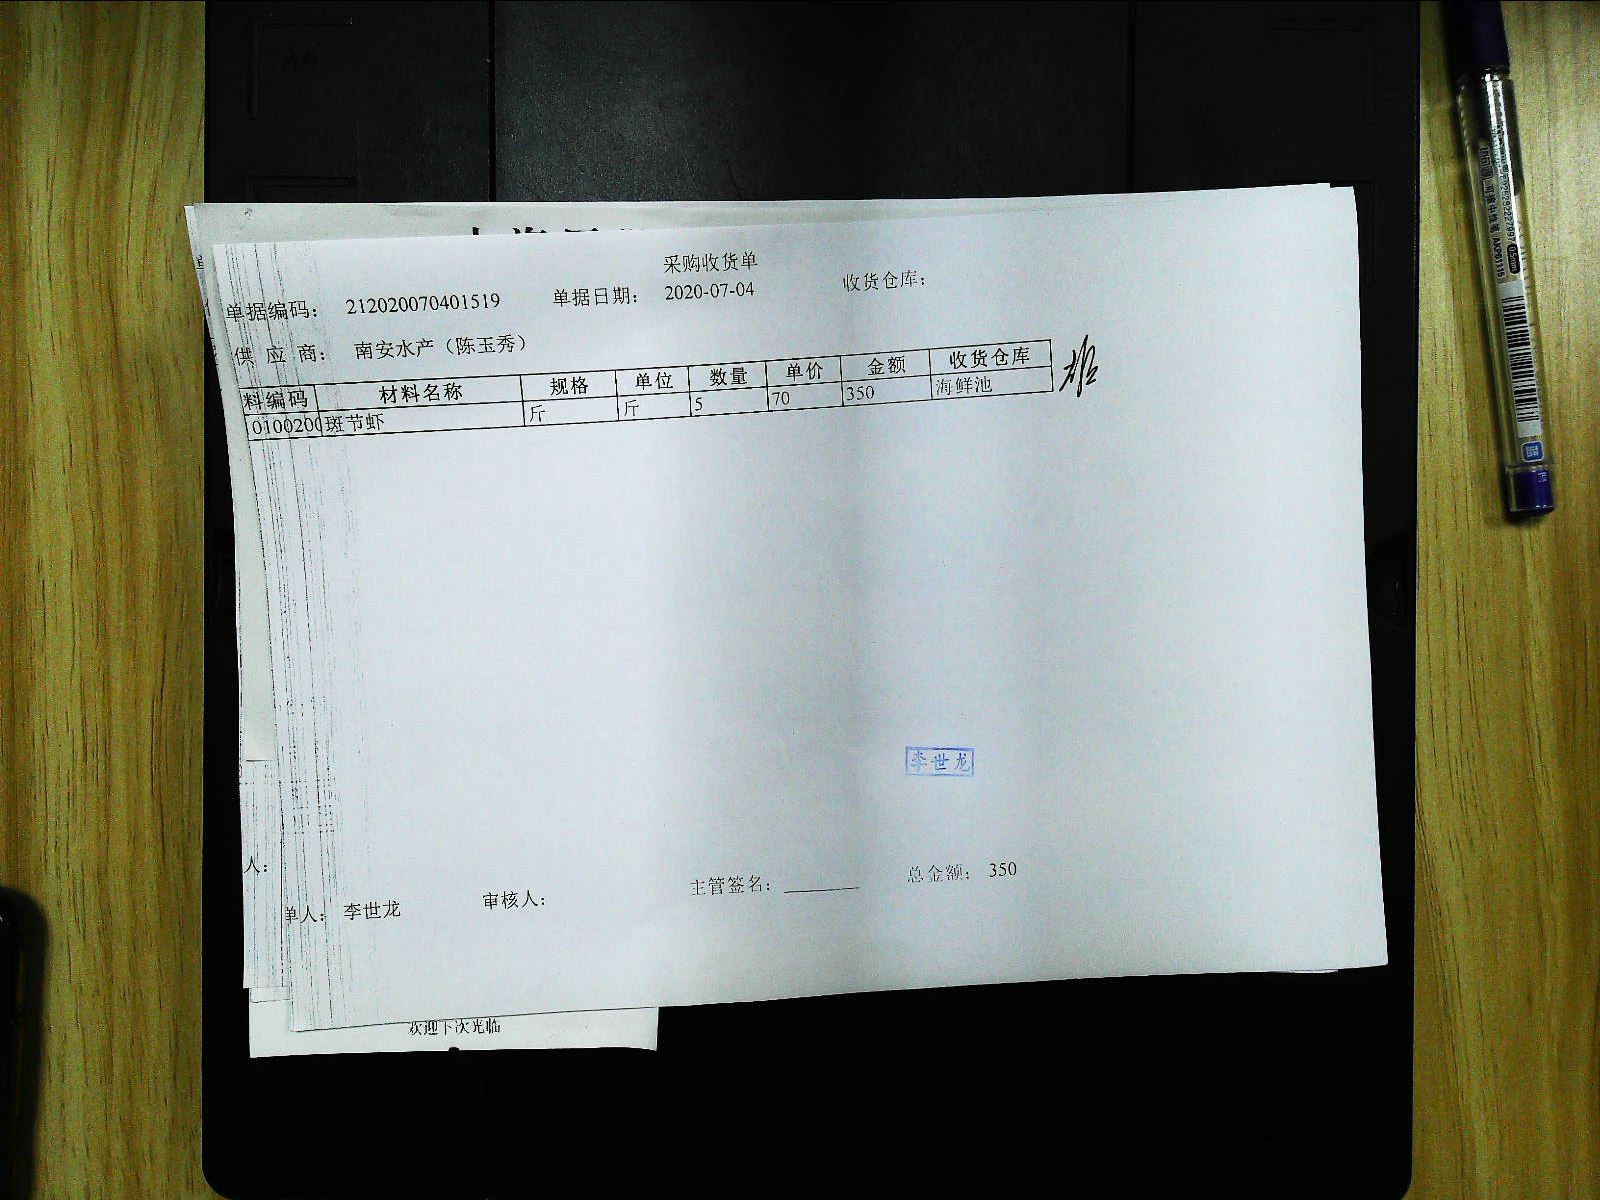 采购收货单
单据编码: 212020070401519 单据日期: 2020-07-04 收货仓库:
供 应 商: 南安水产(陈玉秀)
料编码 材料名称 规格 单位 数量 单价 金额 收货仓库
0100200 斑节虾 斤 斤 5 70 350 海鲜池
李世龙
人:
单人: 李世龙 审核人: 主管签名: 总金额: 350
欢迎下次光临